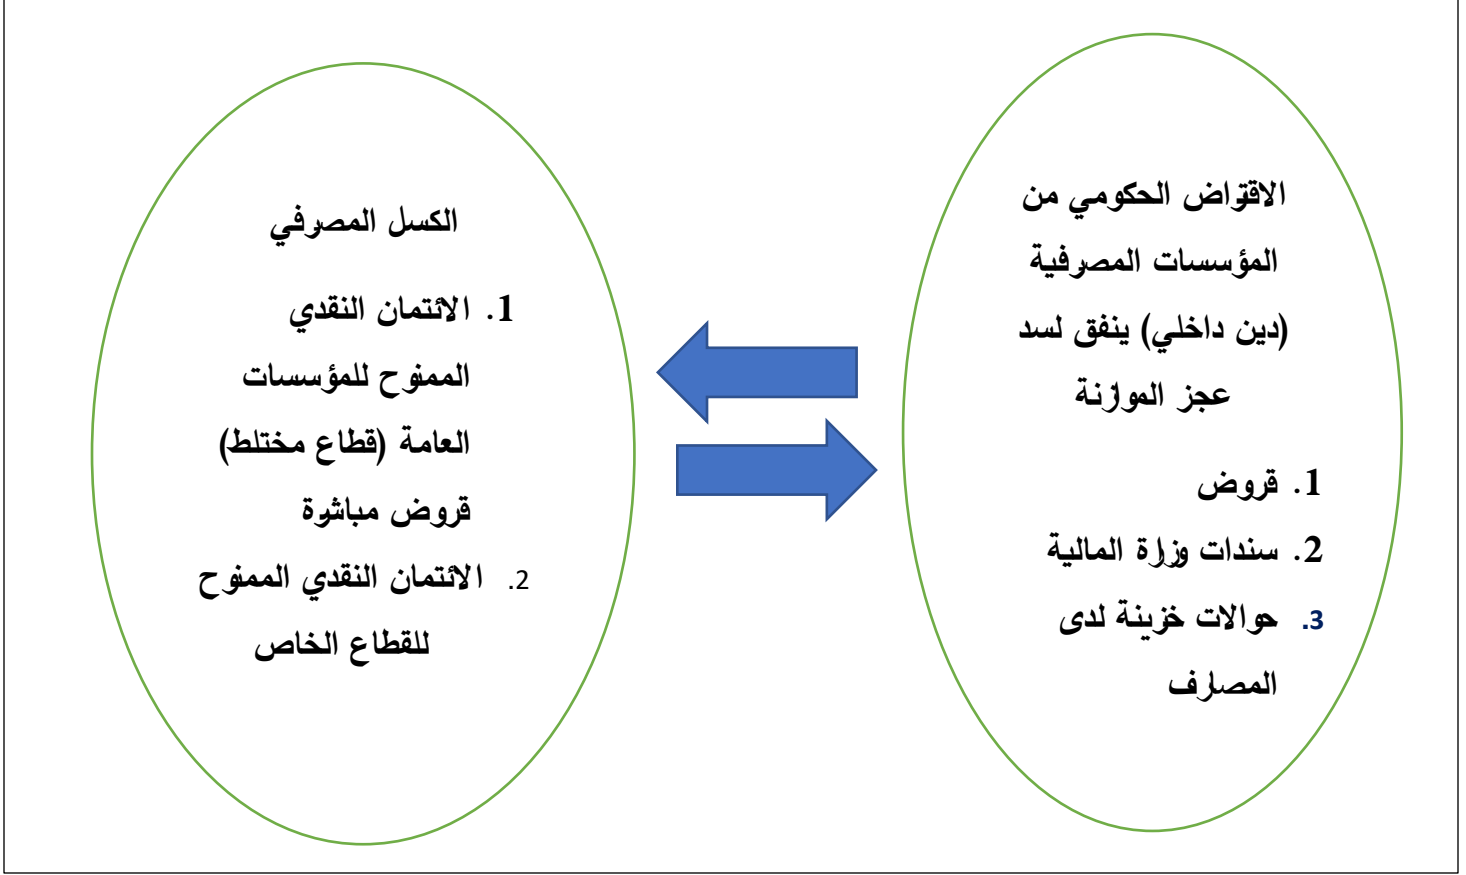 الاقتراض الحكومي من
المؤسسات المصرفية
(دين داخلي) ينفق لسد
عجز الموازنة
1. قروض
2. سندات وزارة المالية
3. حوالات خزينة لدى
المصارف
الكسل المصرفي
1. الائتمان النقدي
الممنوح للمؤسسات
العامة (قطاع مختلط)
قروض مباشرة
2. الائتمان النقدي الممنوح
للقطاع الخاص